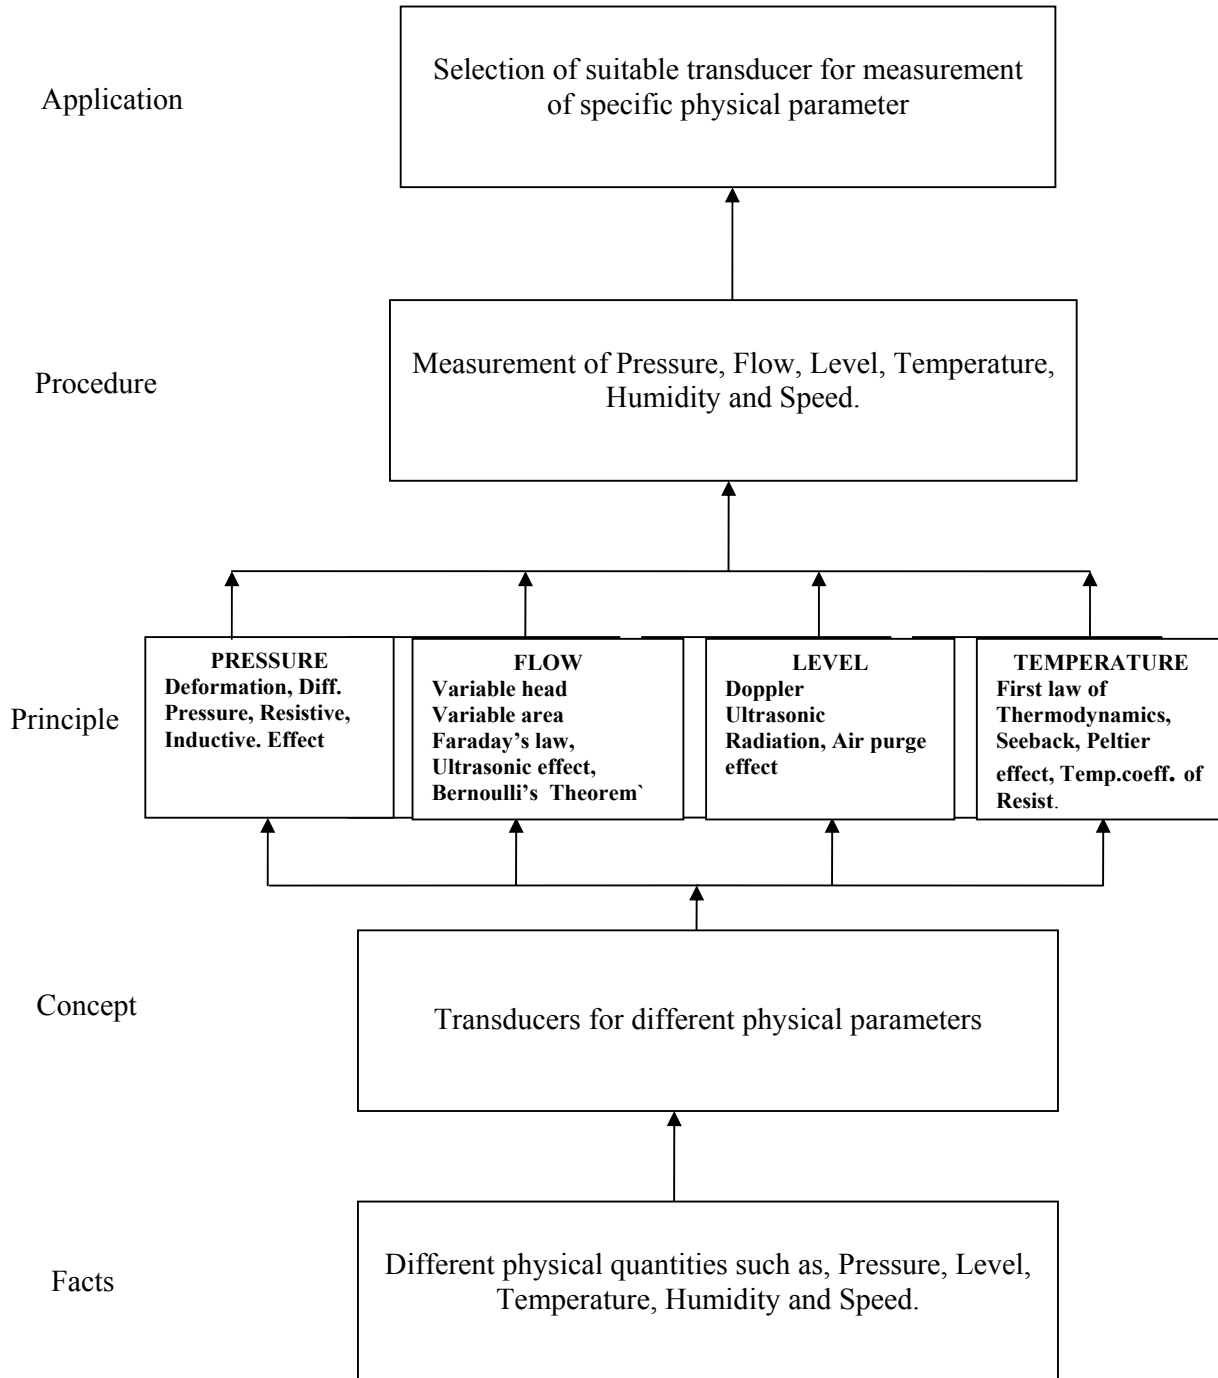 Application
Selection of suitable transducer for measurement
of specific physical parameter
Procedure
Measurement of Pressure, Flow, Level, Temperature,
Humidity and Speed.
Principle
PRESSURE
Deformation, Diff.
Pressure, Resistive,
Inductive. Effect
FLOW
Variable head
Variable area
Faraday’s law,
Ultrasonic effect,
Bernoulli’s Theorem`
LEVEL
Doppler
Ultrasonic
Radiation, Air purge
effect
TEMPERATURE
First law of
Thermodynamics,
Seeback, Peltier
effect, Temp.coeff. of
Resist.
Concept
Transducers for different physical parameters
Facts
Different physical quantities such as, Pressure, Level,
Temperature, Humidity and Speed.